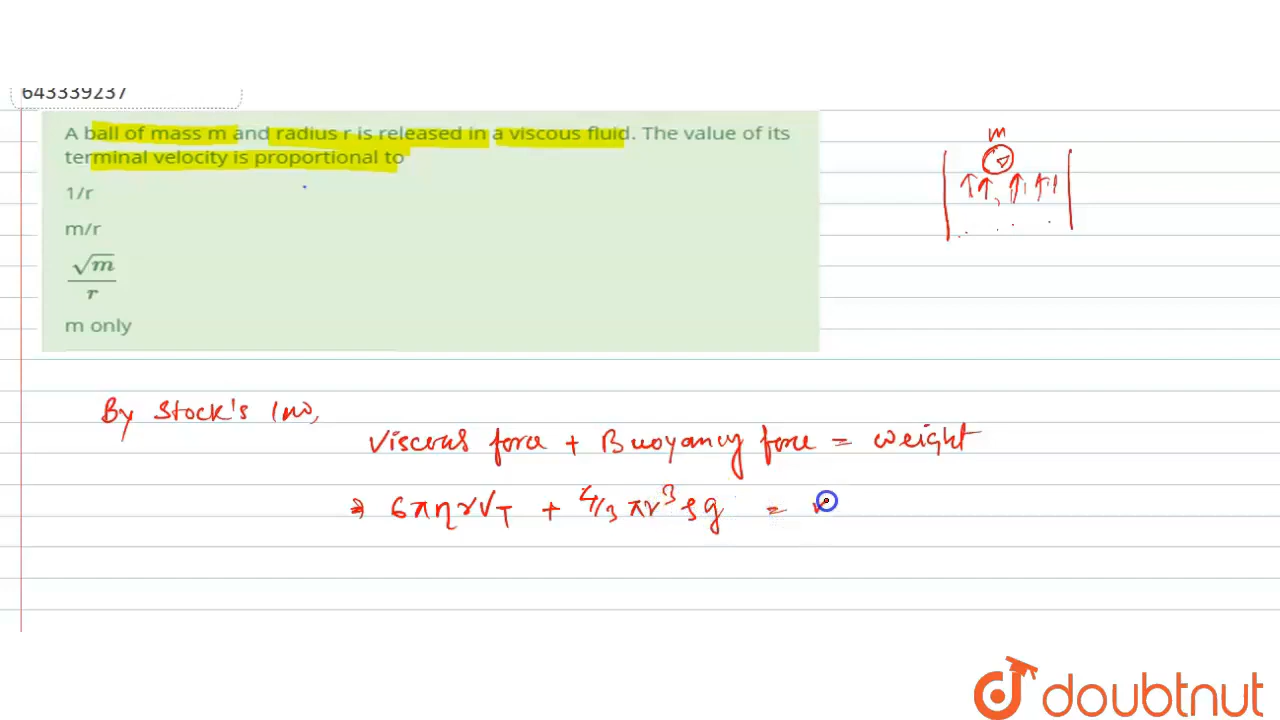 643339237
A ball of mass m and radius r is released in a viscous fluid. The value of its
terminal velocity is proportional to
1/r
m/r
√m/r
m only
m
By Stock's
Viscous force + Buoyancy force = weight
⇒ 6πηrV_T + 4/3 πr³ρg =
doubtnut